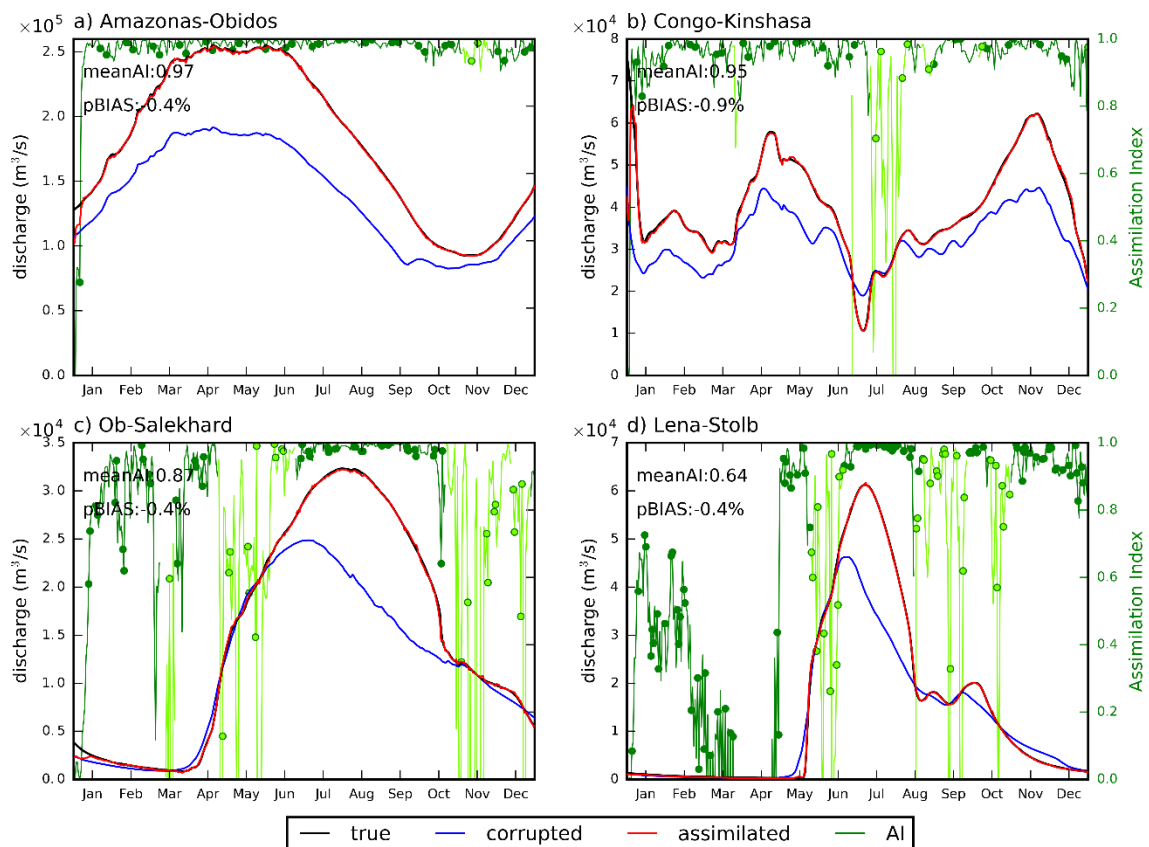 a) Amazonas-Obidos
×10⁵
meanAI:0.97
pBIAS:-0.4%
discharge (m³/s)
2.5
2.0
1.5
1.0
0.5
0.0
Jan Feb Mar Apr May Jun Jul Aug Sep Oct Nov Dec
b) Congo-Kinshasa
×10⁴
meanAI:0.95
pBIAS:-0.9%
discharge (m³/s)
8
7
6
5
4
3
2
1
0
Jan Feb Mar Apr May Jun Jul Aug Sep Oct Nov Dec
1.0
0.8
0.6
0.4
0.2
0.0
Assimilation Index
c) Ob-Salekhard
×10⁴
meanAI:0.87
pBIAS:-0.4%
discharge (m³/s)
3.5
3.0
2.5
2.0
1.5
1.0
0.5
0.0
Jan Feb Mar Apr May Jun Jul Aug Sep Oct Nov Dec
d) Lena-Stolb
×10⁴
meanAI:0.64
pBIAS:-0.4%
discharge (m³/s)
7
6
5
4
3
2
1
0
Jan Feb Mar Apr May Jun Jul Aug Sep Oct Nov Dec
1.0
0.8
0.6
0.4
0.2
0.0
Assimilation Index
true corrupted assimilated AI